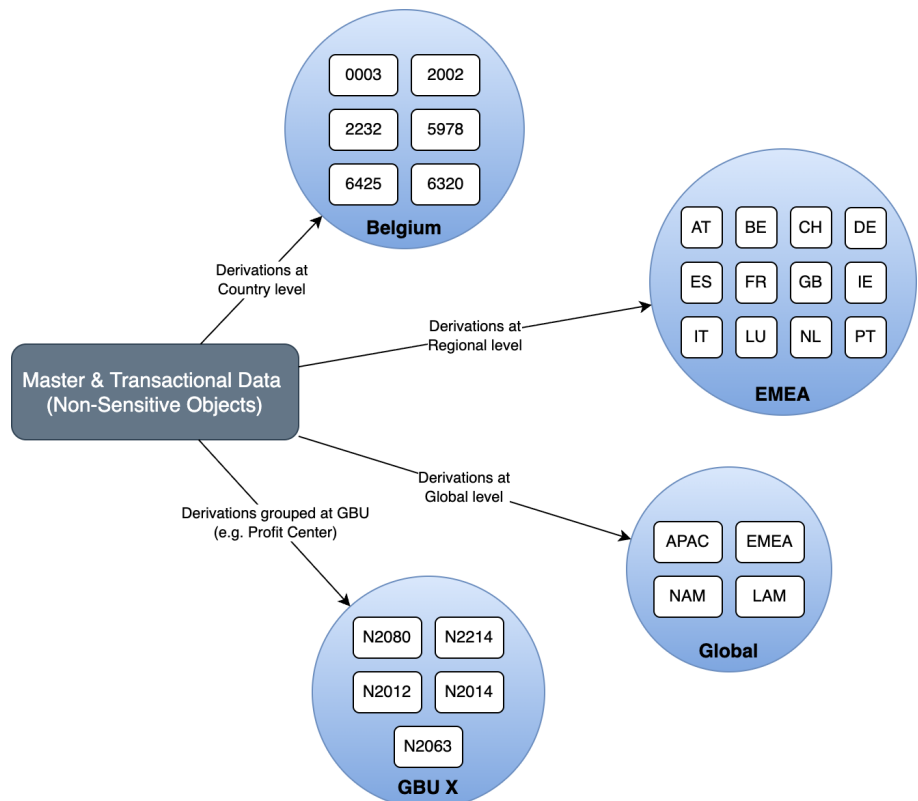 0003 2002
2232 5978
6425 6320
Belgium
AT BE CH DE
ES FR GB IE
IT LU NL PT
EMEA
Derivations at
Country level
Derivations at
Regional level
Master & Transactional Data
(Non-Sensitive Objects)
Derivations at
Global level
Derivations grouped at GBU
(e.g. Profit Center)
APAC EMEA
NAM LAM
Global
N2080 N2214
N2012 N2014
N2063
GBU X